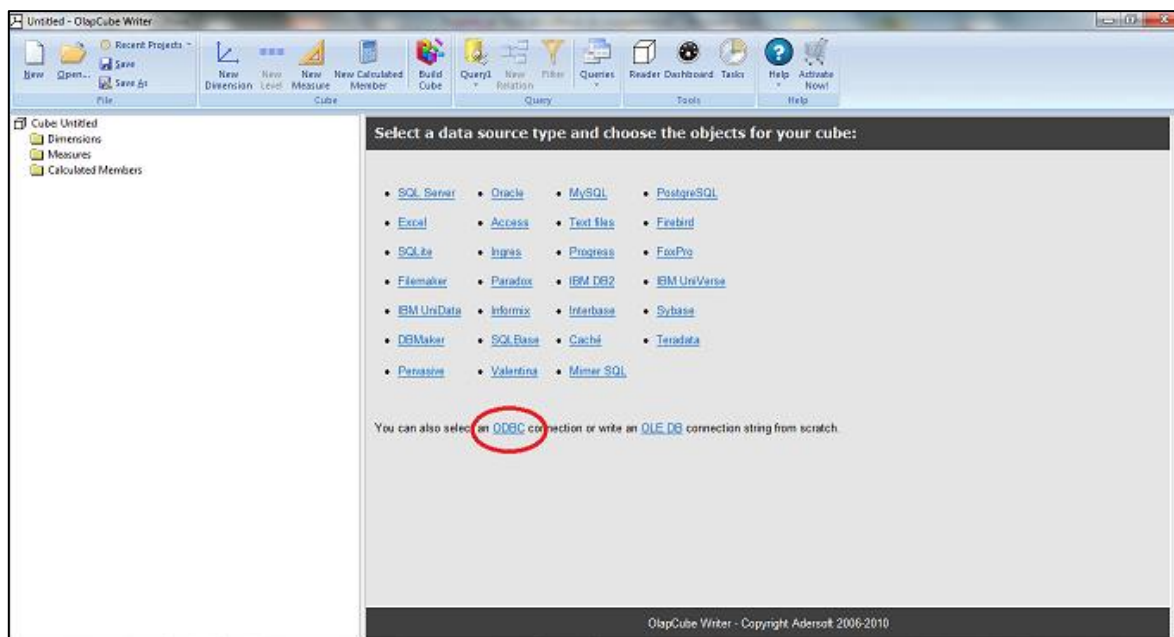 Untitled - OlapCube Writer
New
Open...
Recent Projects
Save
Save As
File
New Dimension
New Level
New Measure
New Calculated Member
Build Cube
Cube
Query1
New Relation
Filter
Queries
Query
Reader
Dashboard
Tasks
Tools
Help
Activate Now!
Help
Cube: Untitled
Dimensions
Measures
Calculated Members
Select a data source type and choose the objects for your cube:
• SQL Server • Oracle • MySQL • PostgreSQL
• Excel • Access • Text files • Firebird
• SQLite • Ingres • Progress • FoxPro
• Filemaker • Paradox • IBM DB2 • IBM UniVerse
• IBM UniData • Informix • Interbase • Sybase
• DBMaker • SQLBase • Caché • Teradata
• Pervasive • Valentina • Mimer SQL
You can also select an ODBC connection or write an OLE DB connection string from scratch.
OlapCube Writer - Copyright Adersoft 2006-2010